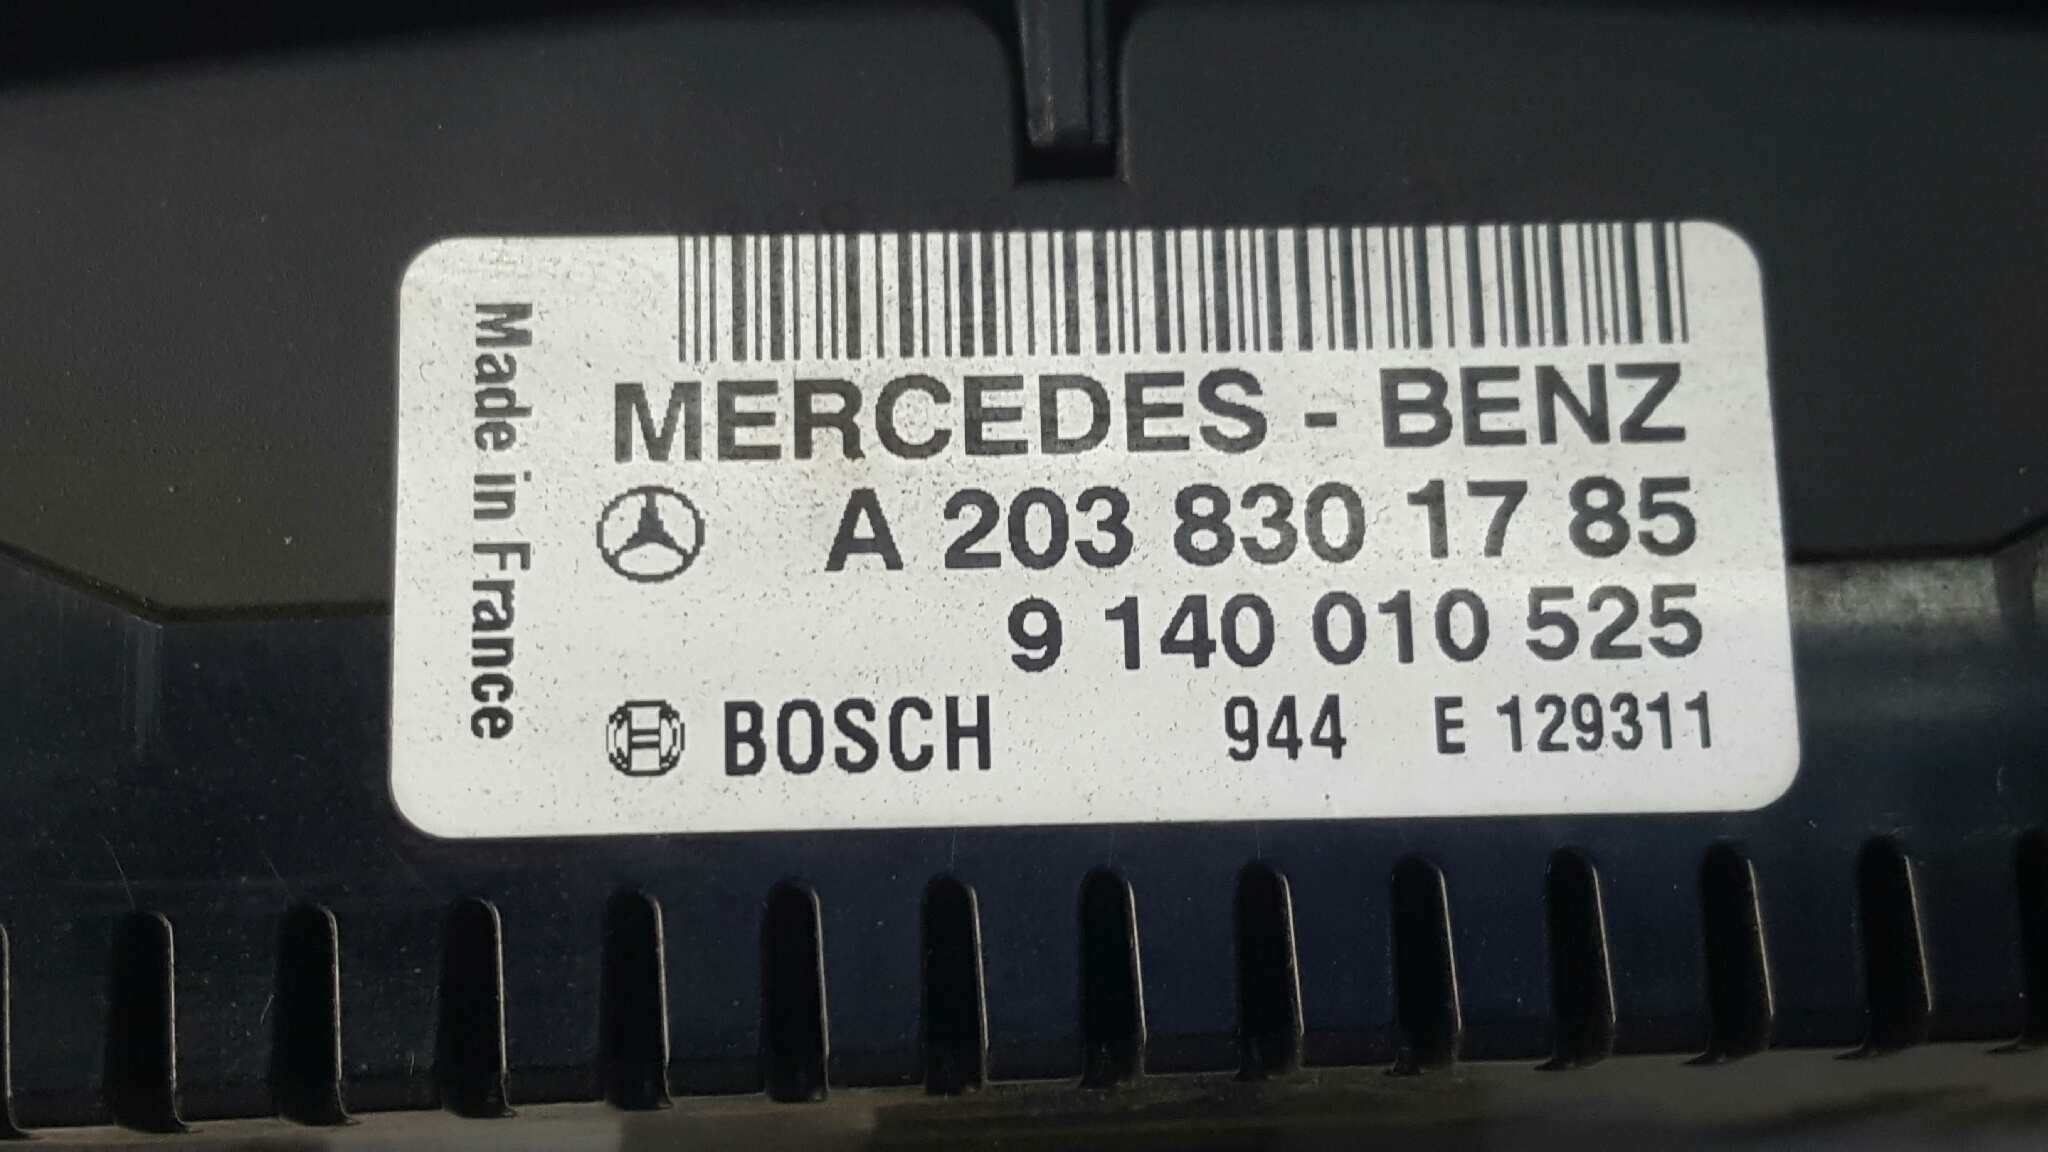 Made in France
MERCEDES - BENZ
A 203 830 17 85
9 140 010 525
BOSCH 944 E 129311